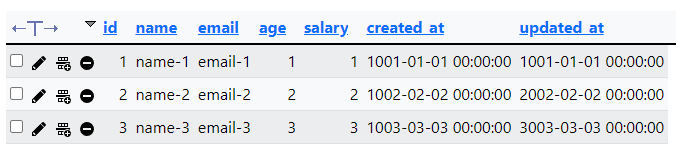 ←T→ id name email age salary created_at updated_at
1 name-1 email-1 1 1 1001-01-01 00:00:00 1001-01-01 00:00:00
2 name-2 email-2 2 2 1002-02-02 00:00:00 2002-02-02 00:00:00
3 name-3 email-3 3 3 1003-03-03 00:00:00 3003-03-03 00:00:00